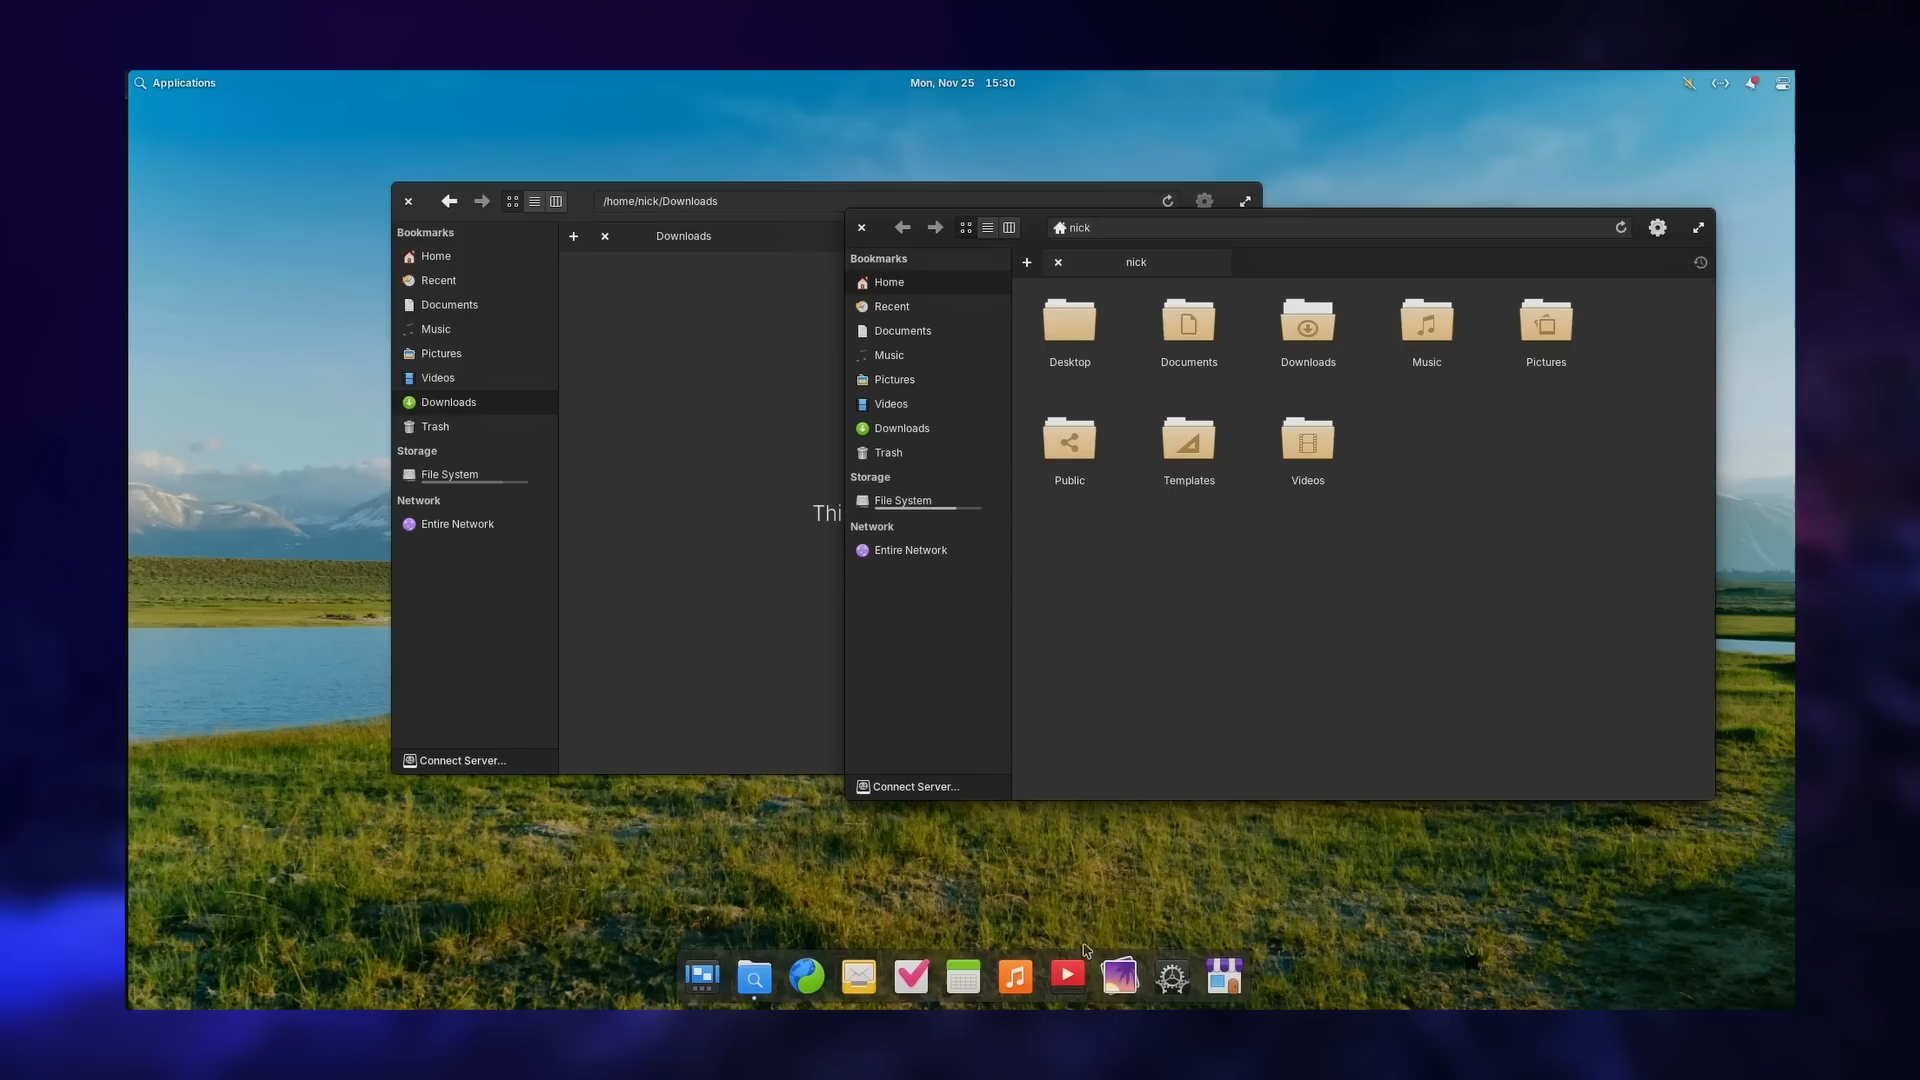 Applications
Mon, Nov 25 15:30
/home/nick/Downloads
Bookmarks
Downloads
Home
Recent
Documents
Music
Pictures
Videos
Downloads
Trash
Storage
File System
Network
Entire Network
Connect Server...
Thi
nick
Bookmarks
nick
Home
Recent
Documents
Music
Pictures
Videos
Downloads
Trash
Storage
File System
Network
Entire Network
Connect Server...
Desktop
Documents
Downloads
Music
Pictures
Public
Templates
Videos